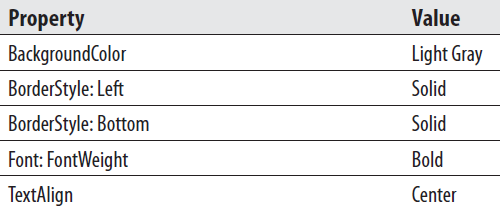 Property Value
BackgroundColor Light Gray
BorderStyle: Left Solid
BorderStyle: Bottom Solid
Font: FontWeight Bold
TextAlign Center